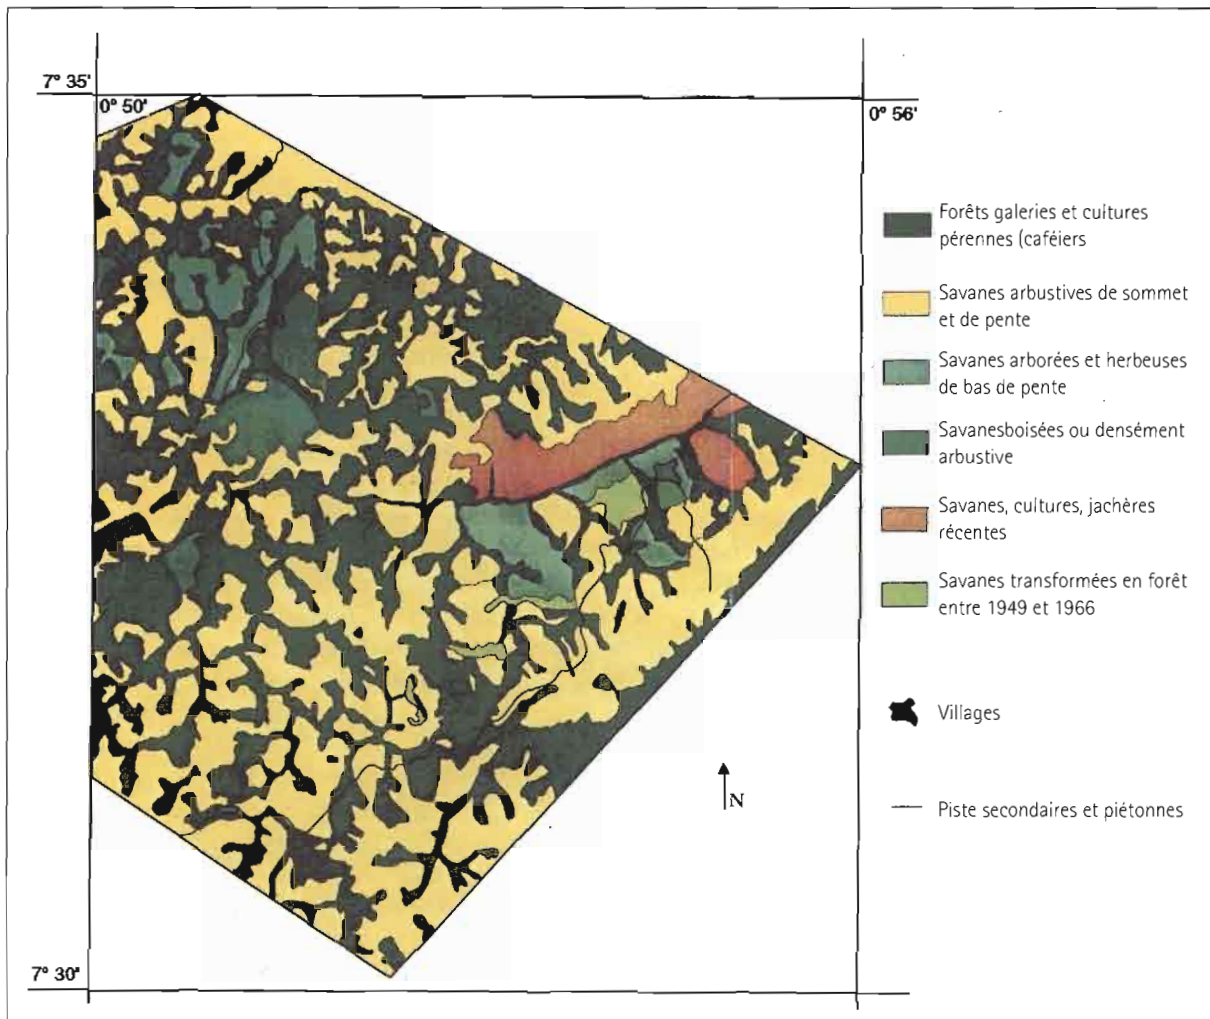 7° 35'
0° 50'
0° 56'
Forêts galeries et cultures
pérennes (caféiers
Savanes arbustives de sommet
et de pente
Savanes arborées et herbeuses
de bas de pente
Savanesboisées ou densément
arbustive
Savanes, cultures, jachères
récentes
Savanes transformées en forêt
entre 1949 et 1966
Villages
N
Piste secondaires et piétonnes
7° 30'